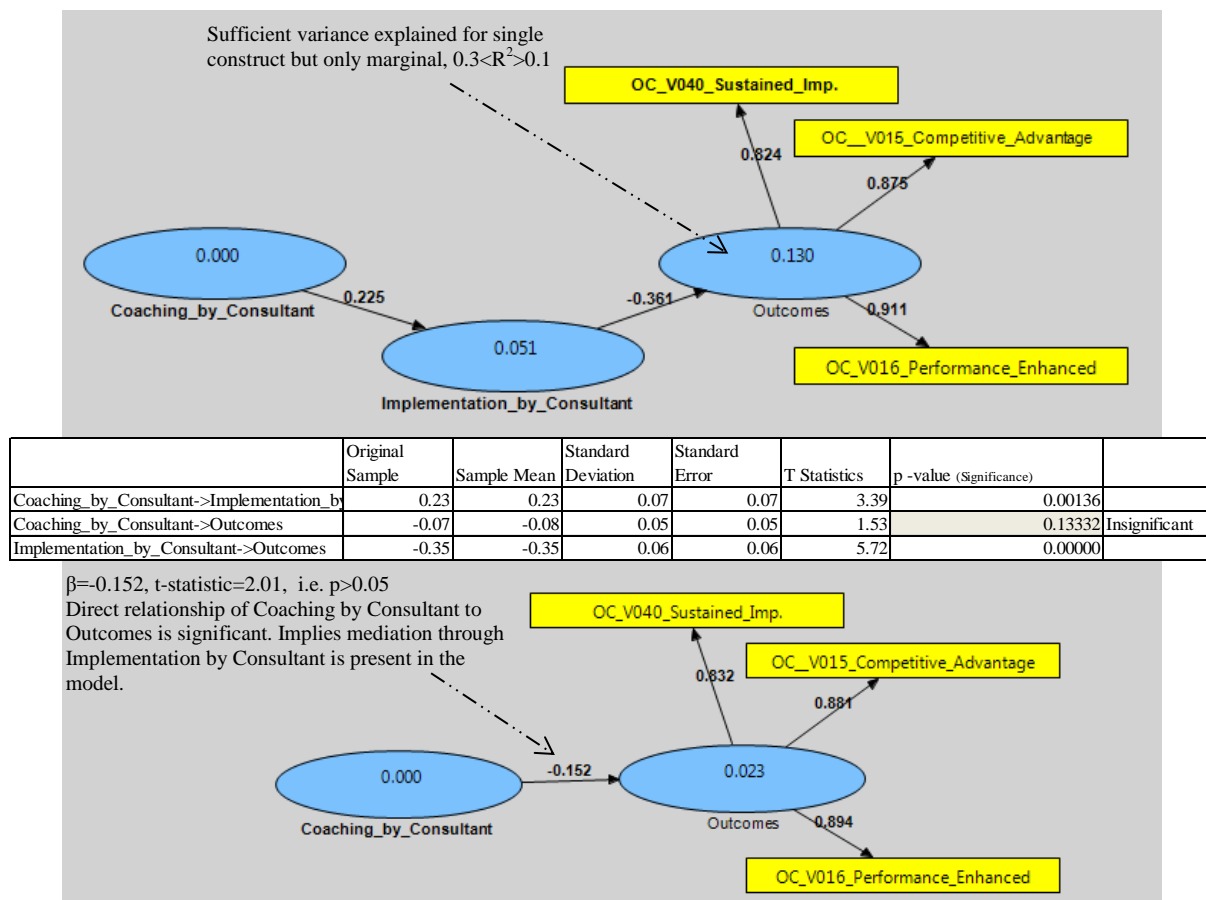 Sufficient variance explained for single
construct but only marginal, 0.3<R²>0.1
OC_V040_Sustained_Imp.
OC__V015_Competitive_Advantage
0.824
0.875
0.000
0.130
0.225
-0.361
Coaching_by_Consultant
Outcomes
0.911
0.051
OC_V016_Performance_Enhanced
Implementation_by_Consultant
Original Sample Sample Mean Standard Deviation Standard Error T Statistics p -value (Significance)
Coaching_by_Consultant->Implementation_by 0.23 0.23 0.07 0.07 3.39 0.00136
Coaching_by_Consultant->Outcomes -0.07 -0.08 0.05 0.05 1.53 0.13332 Insignificant
Implementation_by_Consultant->Outcomes -0.35 -0.35 0.06 0.06 5.72 0.00000
β=-0.152, t-statistic=2.01, i.e. p>0.05
Direct relationship of Coaching by Consultant to
Outcomes is significant. Implies mediation through
Implementation by Consultant is present in the
model.
OC_V040_Sustained_Imp.
OC__V015_Competitive_Advantage
0.832
0.881
0.000
-0.152
0.023
Coaching_by_Consultant
Outcomes
0.894
OC_V016_Performance_Enhanced